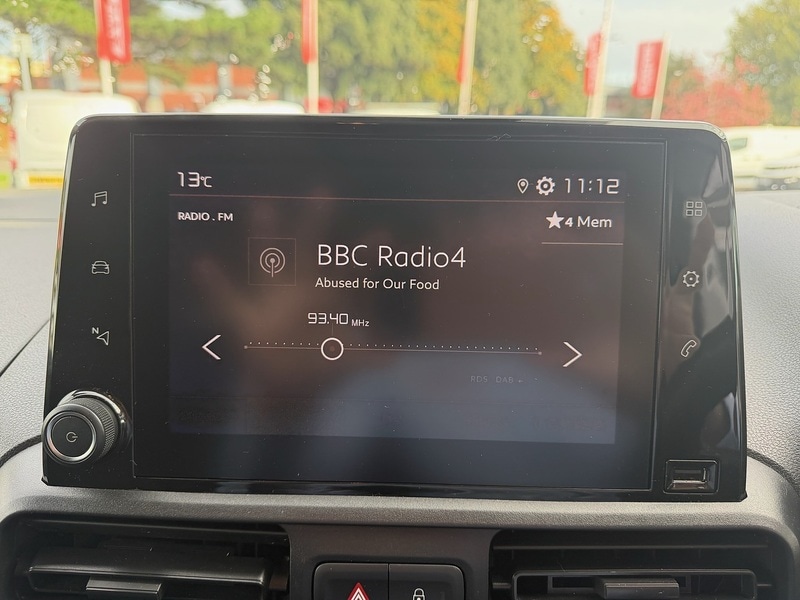 13°C 11:12
RADIO . FM
4 Mem
BBC Radio4
Abused for Our Food
93.40 MHz
RDS DAB
N